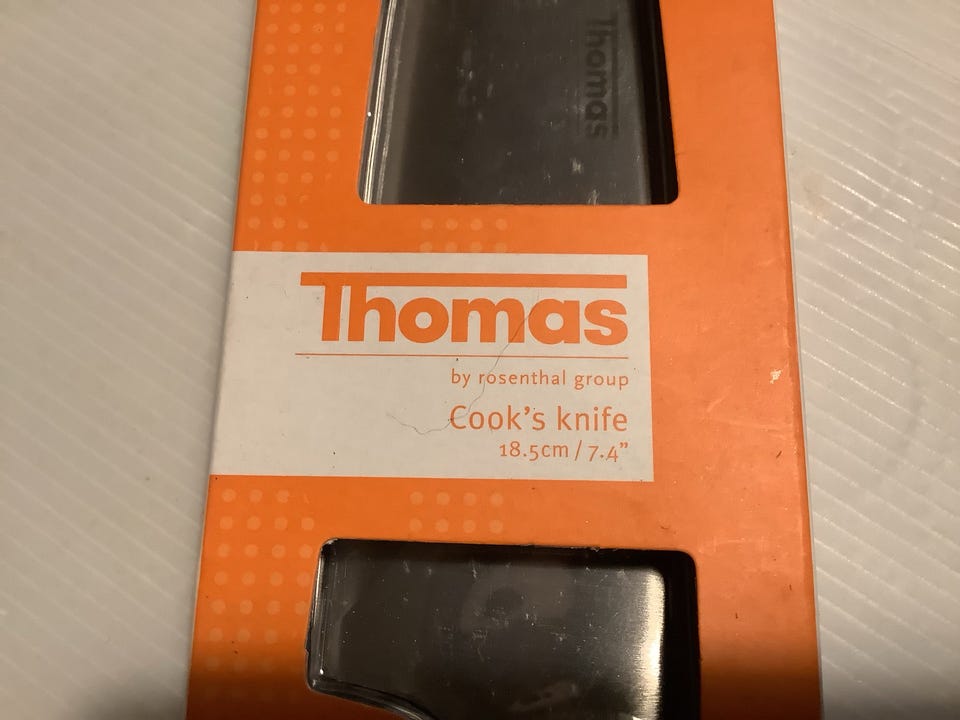 Thomas
Thomas
by rosenthal group
Cook's knife
18.5cm / 7.4"